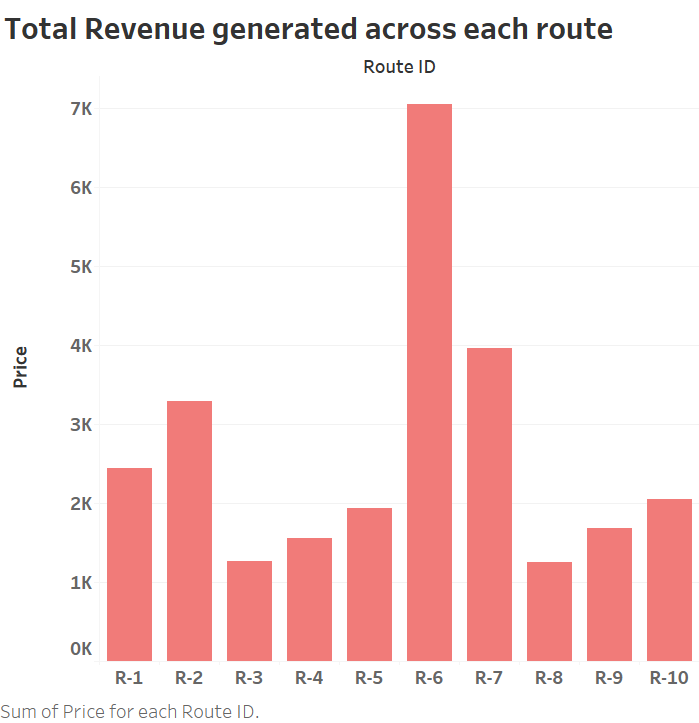 Total Revenue generated across each route
Route ID
7K
6K
5K
4K
3K
2K
1K
0K
Price
R-1 R-2 R-3 R-4 R-5 R-6 R-7 R-8 R-9 R-10
Sum of Price for each Route ID.